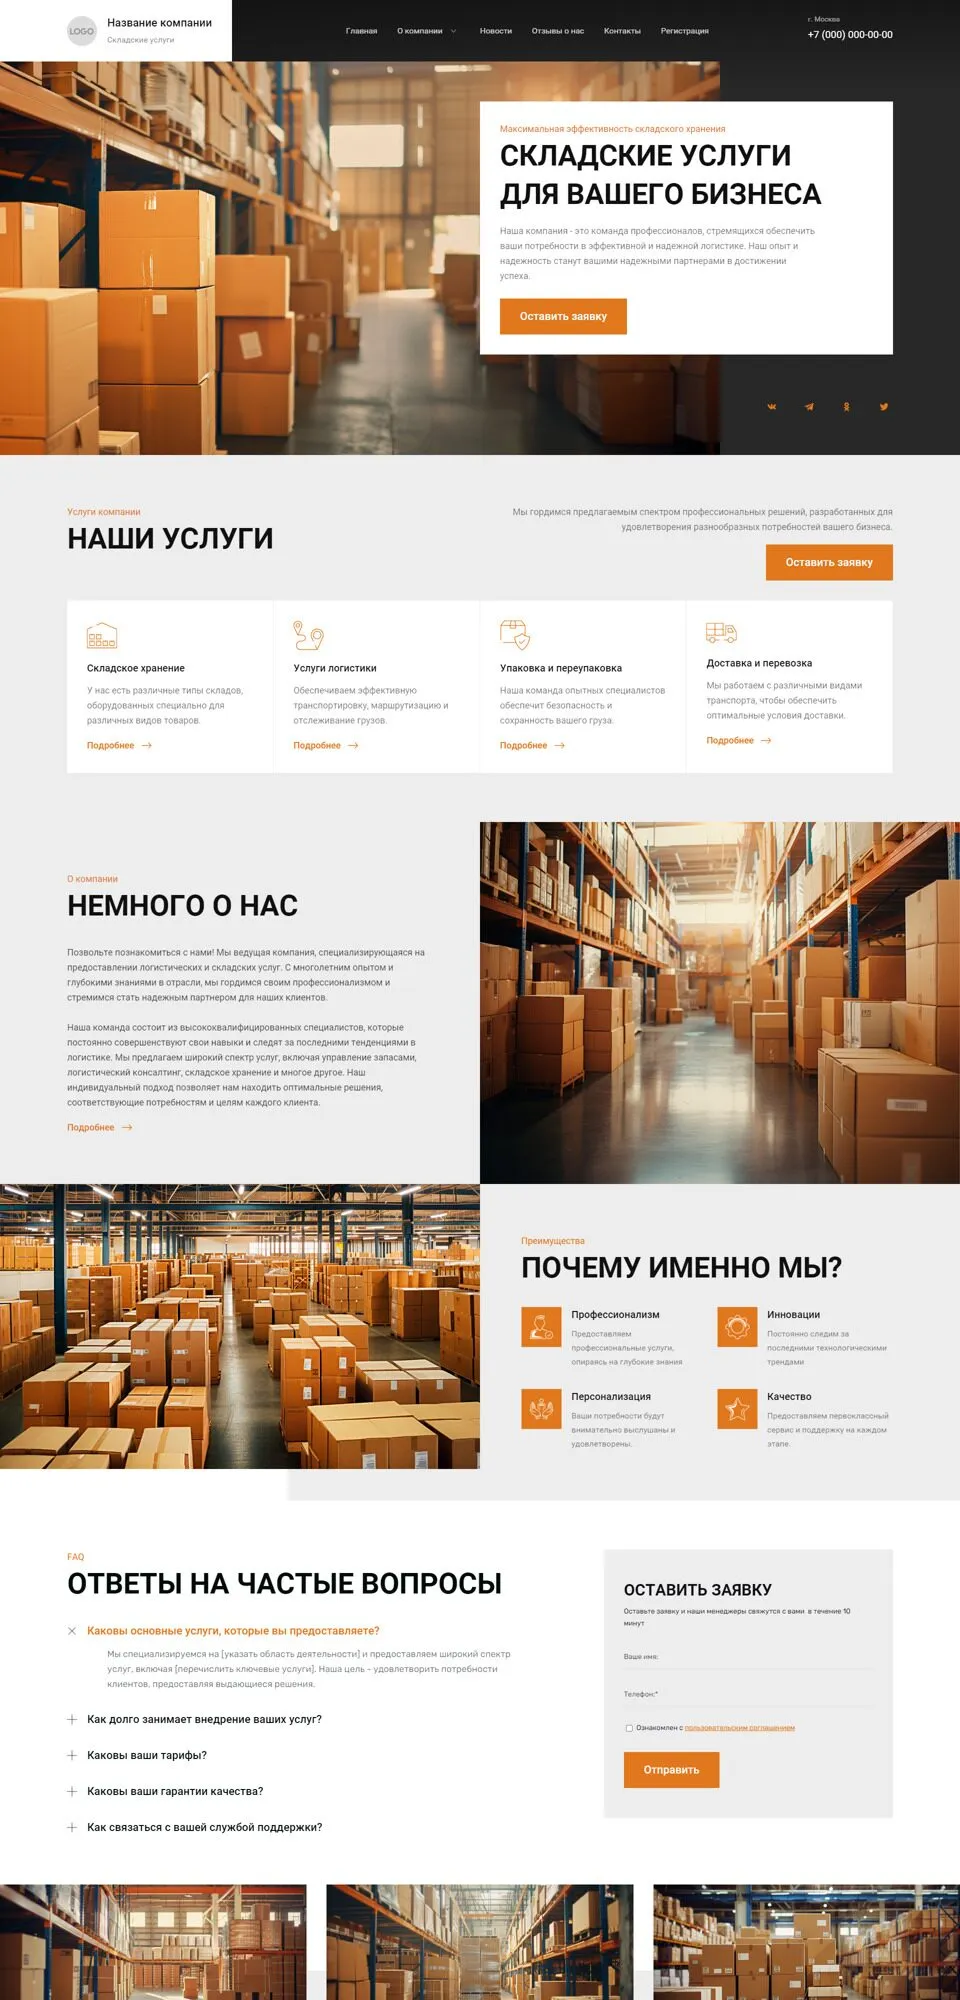 LOGO
Название компании
Складские услуги
Главная
О компании
Новости
Отзывы о нас
Контакты
Регистрация
г. Москва
+7 (000) 000-00-00
Максимальная эффективность складского хранения
СКЛАДСКИЕ УСЛУГИ
ДЛЯ ВАШЕГО БИЗНЕСА
Наша компания - это команда профессионалов, стремящихся обеспечить
ваши потребности в эффективной и надежной логистике. Наш опыт и
надежность станут вашими надежными партнерами в достижении
успеха.
Оставить заявку
Услуги компании
НАШИ УСЛУГИ
Мы гордимся предлагаемым спектром профессиональных решений, разработанных для
удовлетворения разнообразных потребностей вашего бизнеса.
Оставить заявку
Складское хранение
У нас есть различные типы складов,
оборудованных специально для
различных видов товаров.
Подробнее
Услуги логистики
Обеспечиваем эффективную
транспортировку, маршрутизацию и
отслеживание грузов.
Подробнее
Упаковка и переупаковка
Наша команда опытных специалистов
обеспечит безопасность и
сохранность вашего груза.
Подробнее
Доставка и перевозка
Мы работаем с различными видами
транспорта, чтобы обеспечить
оптимальные условия доставки.
Подробнее
О компании
НЕМНОГО О НАС
Позвольте познакомиться с нами! Мы ведущая компания, специализирующаяся на
предоставлении логистических и складских услуг. С многолетним опытом и
глубокими знаниями в отрасли, мы гордимся своим профессионализмом и
стремимся стать надежным партнером для наших клиентов.
Наша команда состоит из высококвалифицированных специалистов, которые
постоянно совершенствуют свои навыки и следят за последними тенденциями в
логистике. Мы предлагаем широкий спектр услуг, включая управление запасами,
логистический консалтинг, складское хранение и многое другое. Наш
индивидуальный подход позволяет нам находить оптимальные решения,
соответствующие потребностям и целям каждого клиента.
Подробнее
Преимущества
ПОЧЕМУ ИМЕННО МЫ?
Профессионализм
Предоставляем
профессиональные услуги,
опираясь на глубокие знания
Инновации
Постоянно следим за
последними технологическими
трендами
Персонализация
Ваши потребности будут
внимательно выслушаны и
удовлетворены.
Качество
Предоставляем первоклассный
сервис и поддержку на каждом
этапе.
FAQ
ОТВЕТЫ НА ЧАСТЫЕ ВОПРОСЫ
Каковы основные услуги, которые вы предоставляете?
Мы специализируемся на [указать область деятельности] и предоставляем широкий спектр
услуг, включая [перечислить ключевые услуги]. Наша цель - удовлетворить потребности
клиентов, предоставляя выдающиеся решения.
Как долго занимает внедрение ваших услуг?
Каковы ваши тарифы?
Каковы ваши гарантии качества?
Как связаться с вашей службой поддержки?
ОСТАВИТЬ ЗАЯВКУ
Оставьте заявку и наши менеджеры свяжутся с вами в течение 10
минут
Ваше имя:
Телефон:*
Ознакомлен с пользовательским соглашением
Отправить